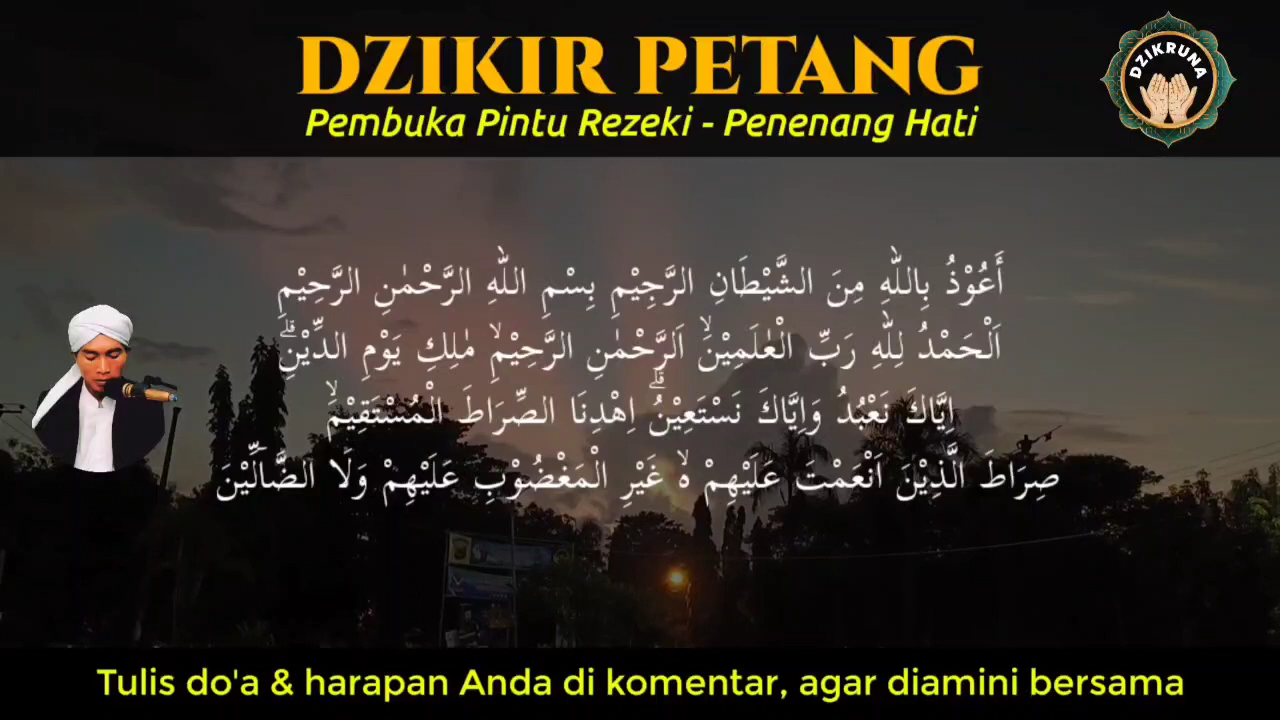 DZIKIR PETANG
Pembuka Pintu Rezeki - Penenang Hati
DZIKRUNA
أَعُوْذُ بِاللّٰهِ مِنَ الشَّيْطَانِ الرَّجِيْمِ بِسْمِ اللّٰهِ الرَّحْمٰنِ الرَّحِيْمِ
اَلْحَمْدُ لِلّٰهِ رَبِّ الْعٰلَمِيْنَۙ اَلرَّحْمٰنِ الرَّحِيْمِۙ مٰلِكِ يَوْمِ الدِّيْنِۗ
اِيَّاكَ نَعْبُدُ وَاِيَّاكَ نَسْتَعِيْنُۗ اِهْدِنَا الصِّرَاطَ الْمُسْتَقِيْمَۙ
صِرَاطَ الَّذِيْنَ اَنْعَمْتَ عَلَيْهِمْ ەۙ غَيْرِ الْمَغْضُوْبِ عَلَيْهِمْ وَلَا الضَّاۤلِّيْنَ
Tulis do'a & harapan Anda di komentar, agar diamini bersama